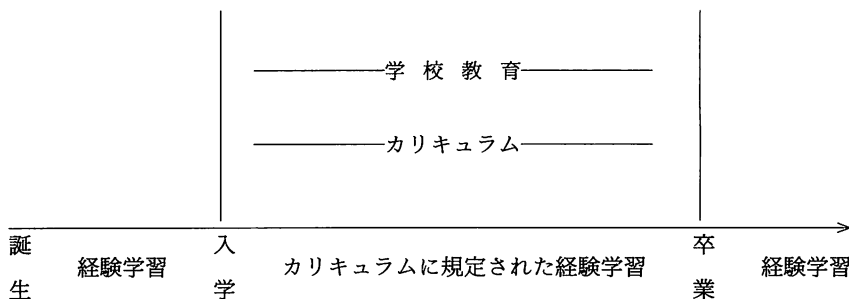 学校教育
カリキュラム
誕生
経験学習
入学
カリキュラムに規定された経験学習
卒業
経験学習